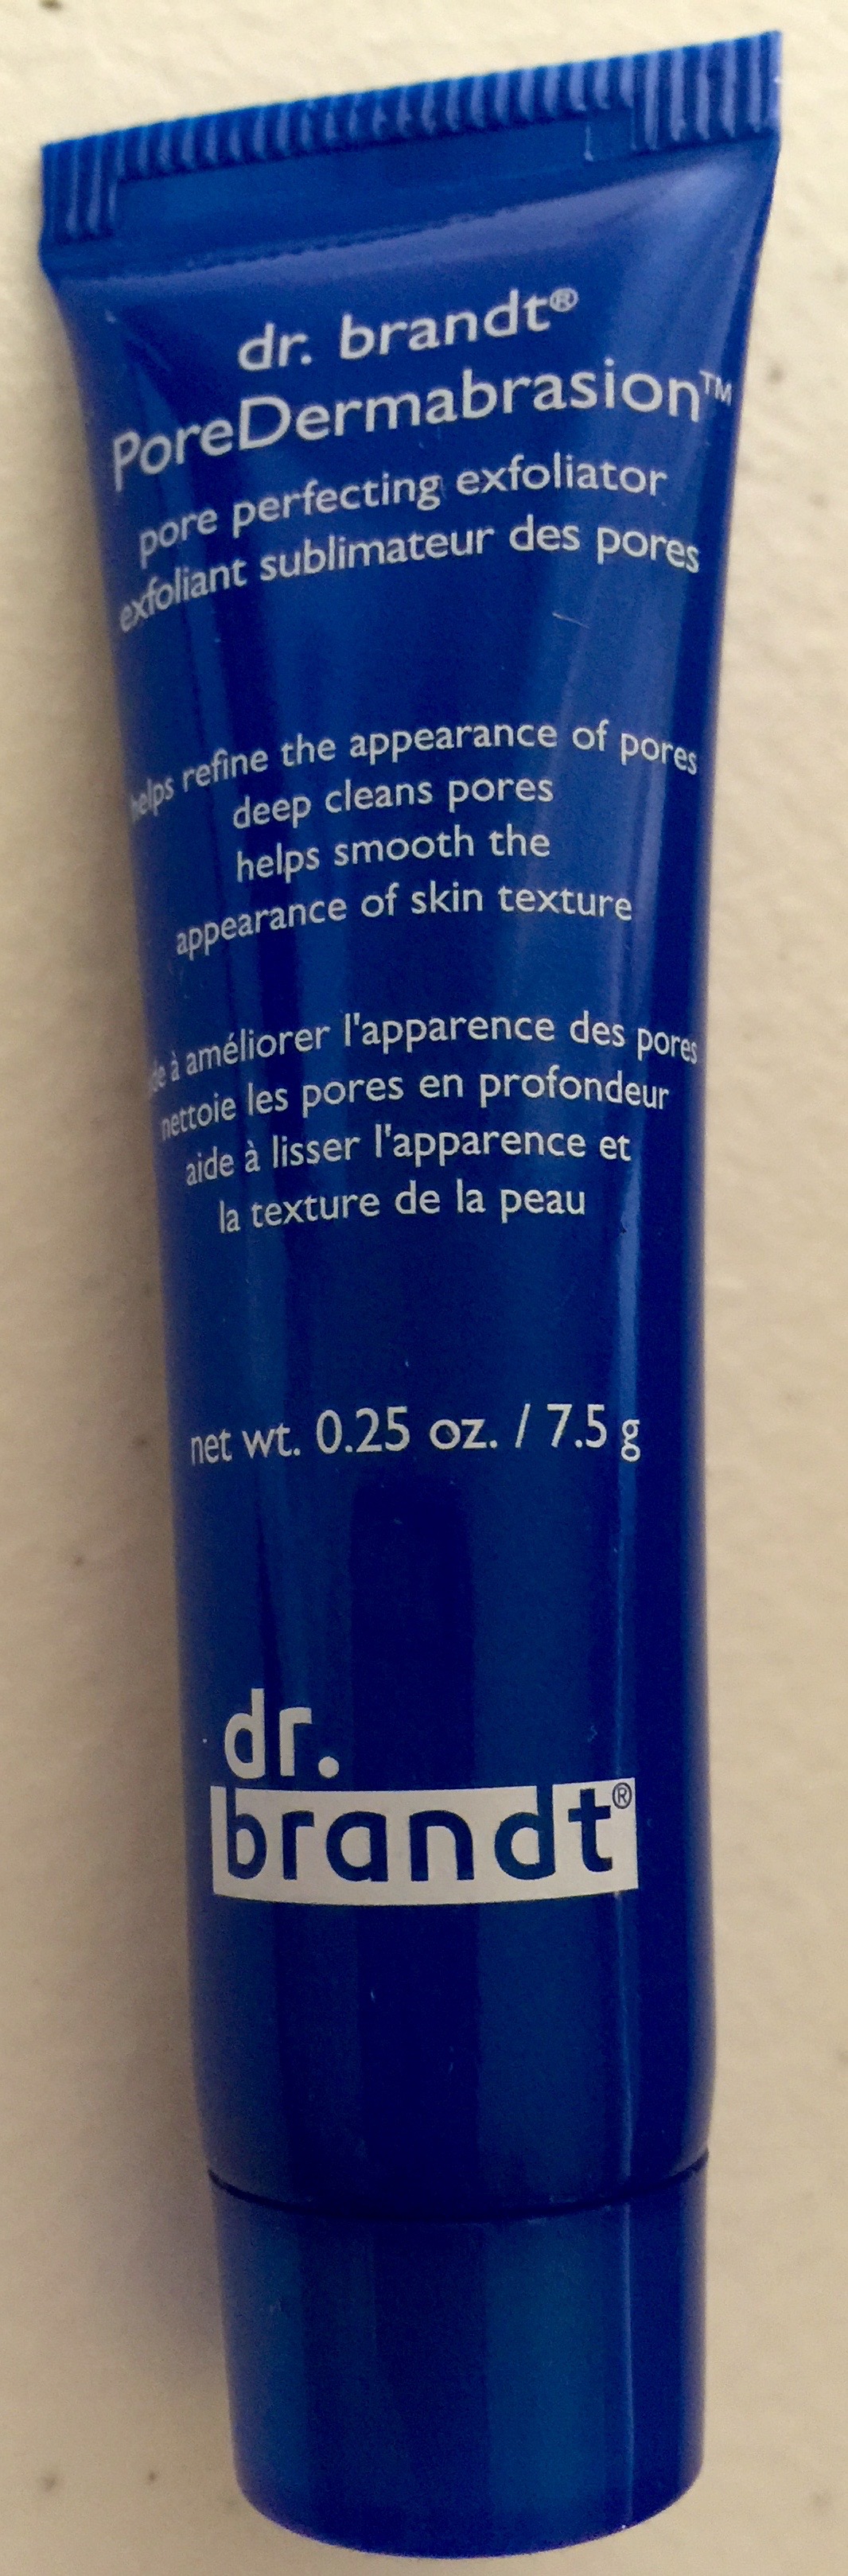 dr. brandt®
PoreDermabrasion™
pore perfecting exfoliator
exfoliant sublimateur des pores
helps refine the appearance of pores
deep cleans pores
helps smooth the
appearance of skin texture
à améliorer l'apparence des pores
nettoie les pores en profondeur
aide à lisser l'apparence et
la texture de la peau
net wt. 0.25 oz. / 7.5 g
dr.
brandt®